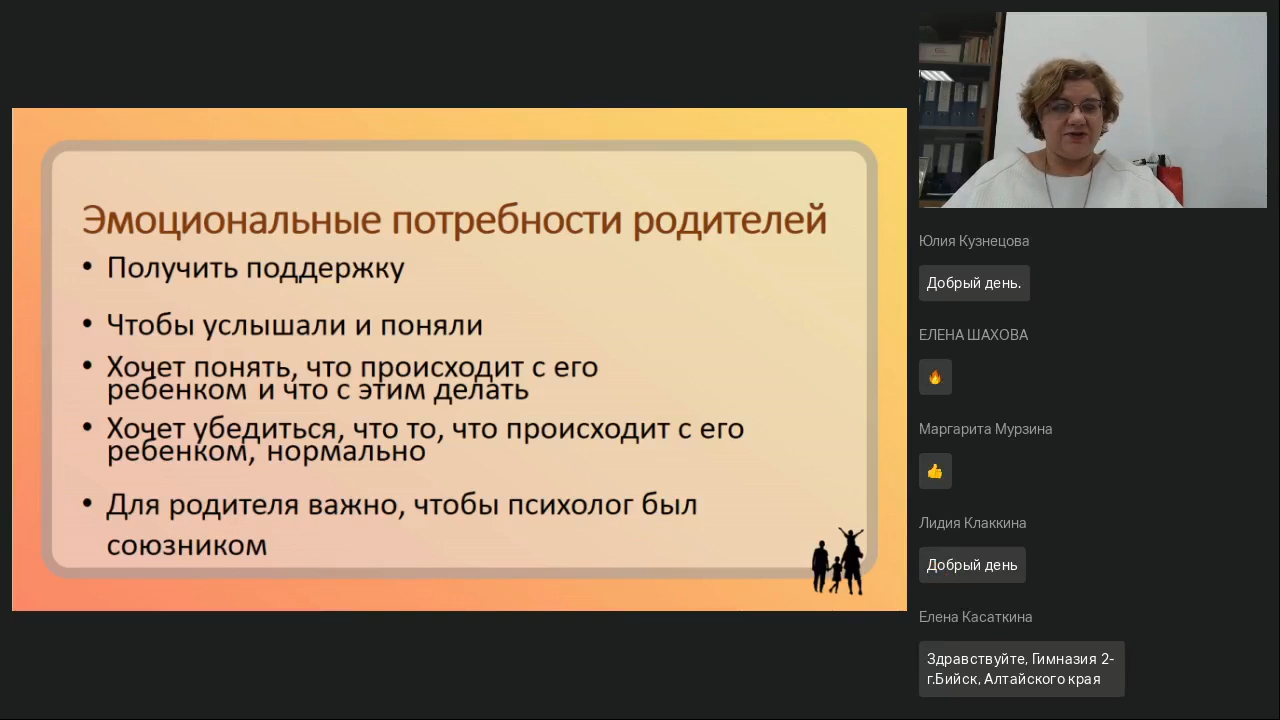 Эмоциональные потребности родителей
• Получить поддержку
• Чтобы услышали и поняли
• Хочет понять, что происходит с его
ребенком и что с этим делать
• Хочет убедиться, что то, что происходит с его
ребенком, нормально
• Для родителя важно, чтобы психолог был
союзником
Юлия Кузнецова
Добрый день.
ЕЛЕНА ШАХОВА
🔥
Маргарита Мурзина
👍
Лидия Клаккина
Добрый день
Елена Касаткина
Здравствуйте, Гимназия 2-
г.Бийск, Алтайского края